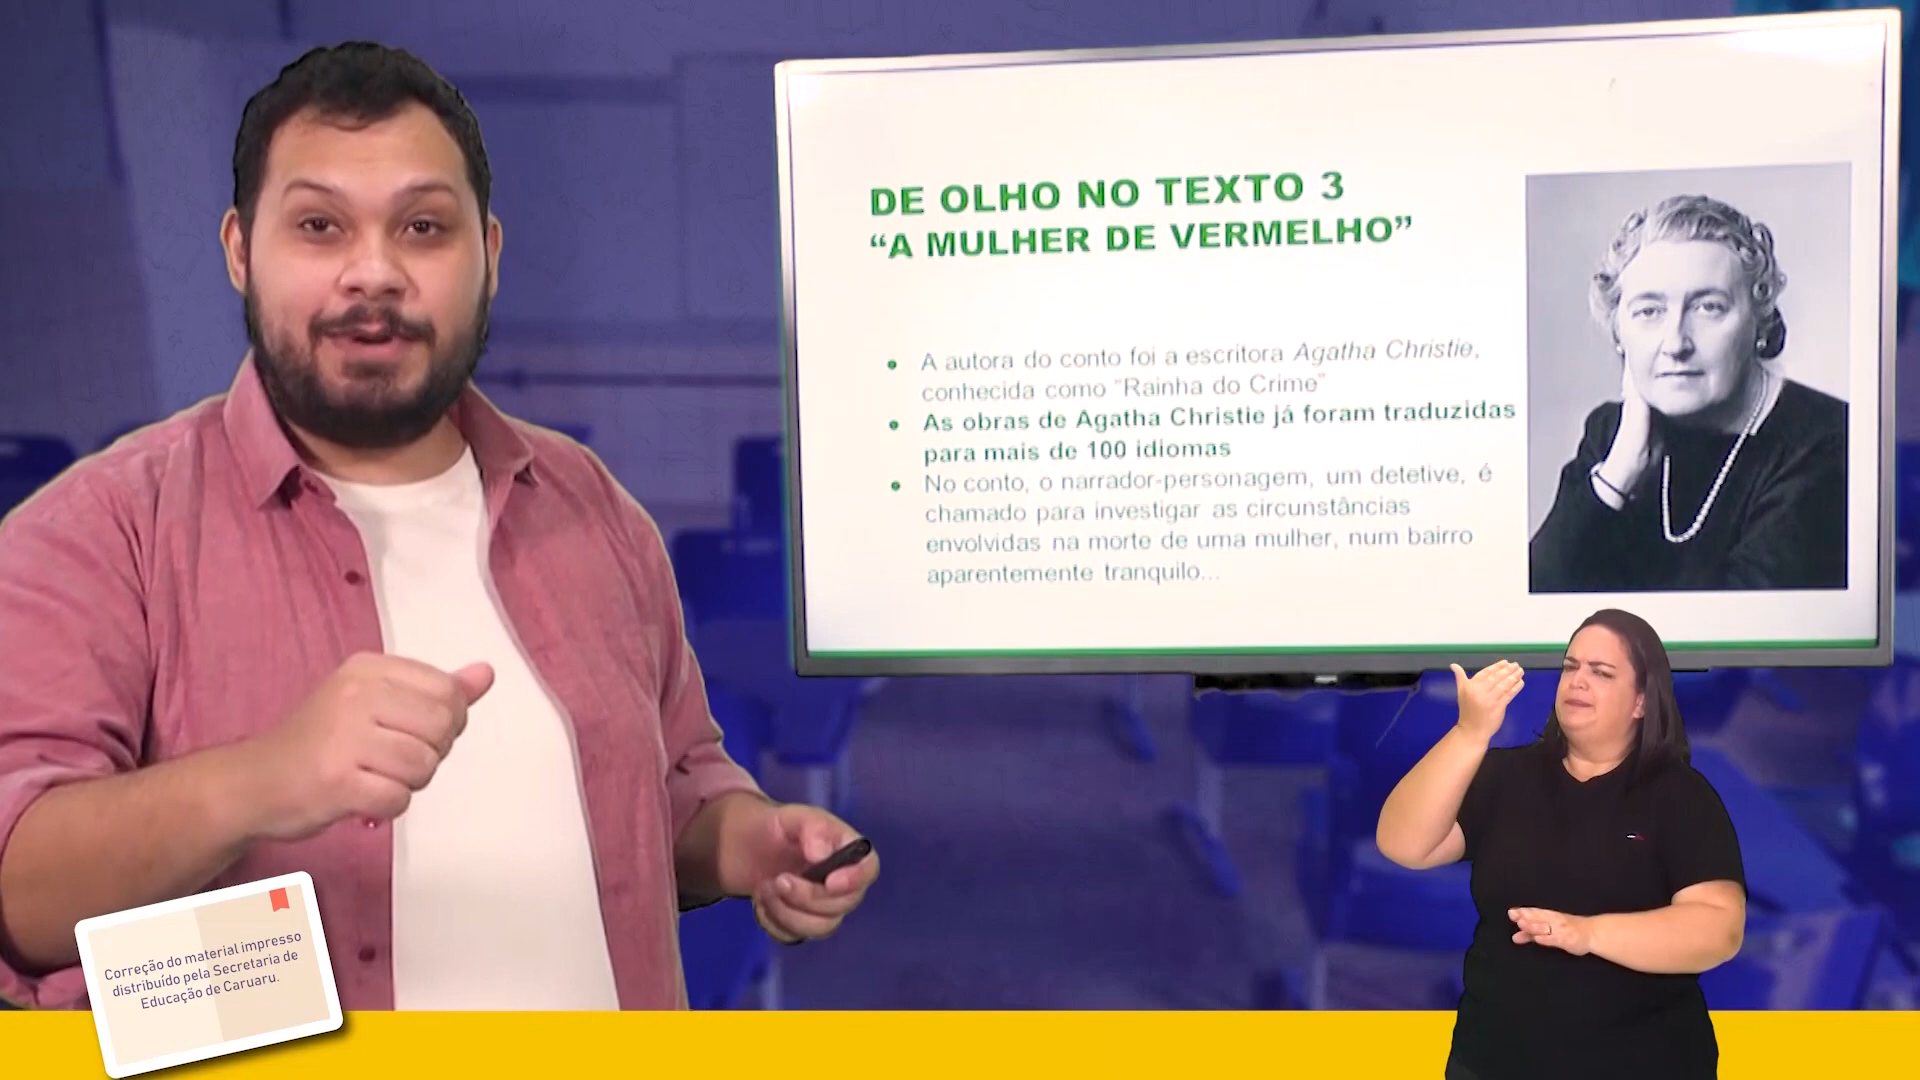 DE OLHO NO TEXTO 3
“A MULHER DE VERMELHO”
• A autora do conto foi a escritora Agatha Christie,
conhecida como “Rainha do Crime”
• As obras de Agatha Christie já foram traduzidas
para mais de 100 idiomas
• No conto, o narrador-personagem, um detetive, é
chamado para investigar as circunstâncias
envolvidas na morte de uma mulher, num bairro
aparentemente tranquilo...
Correção do material impresso
distribuído pela Secretaria de
Educação de Caruaru.